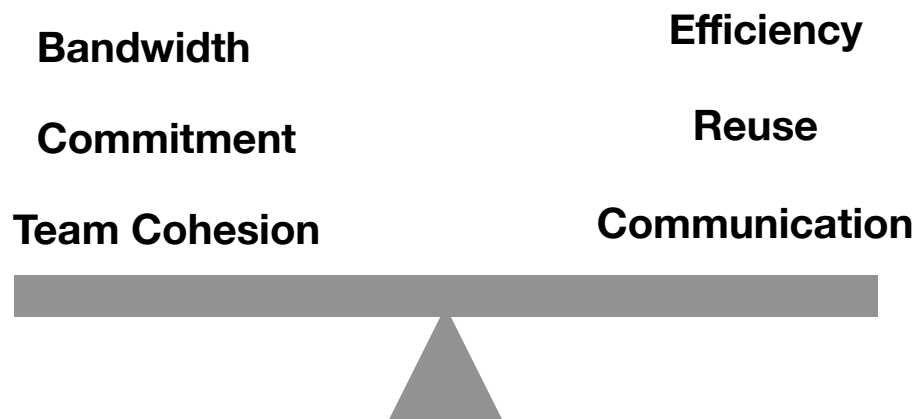 Bandwidth
Commitment
Team Cohesion
Efficiency
Reuse
Communication